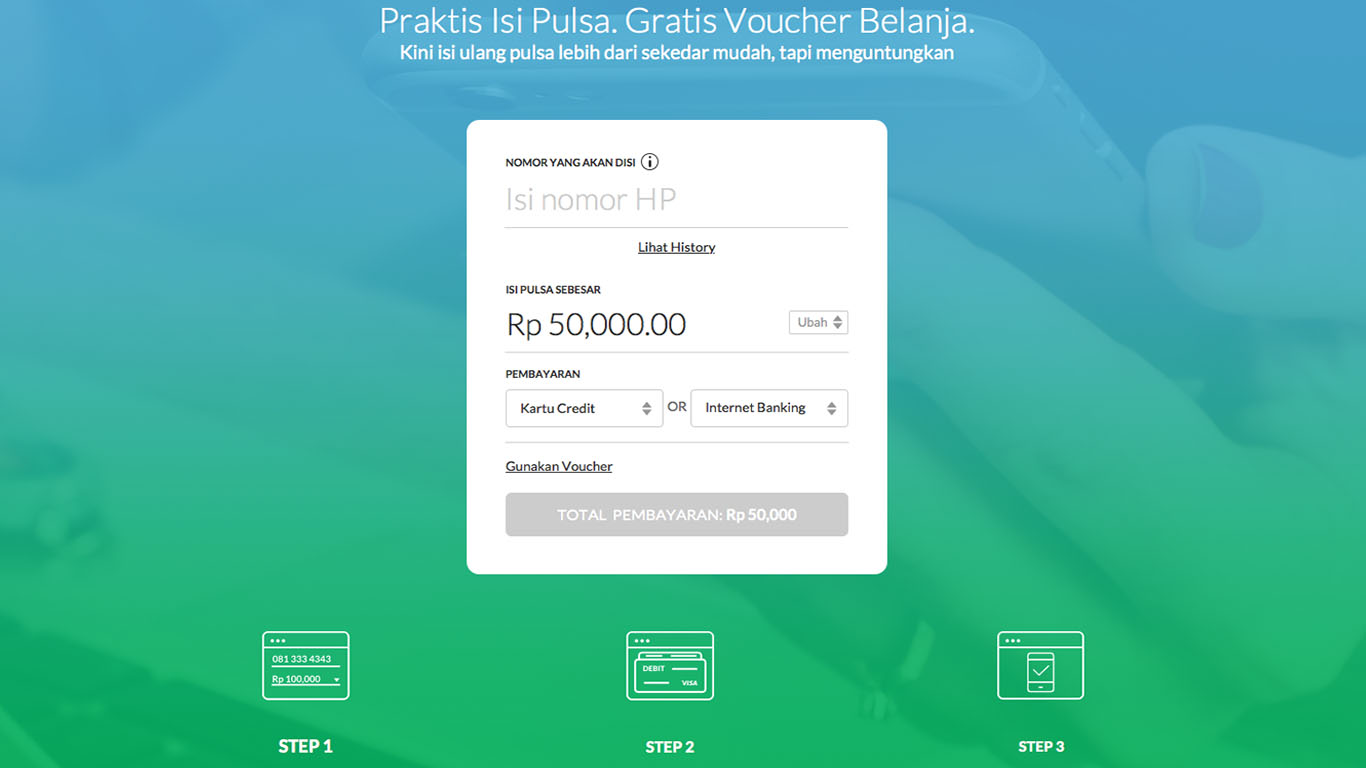 Praktis Isi Pulsa. Gratis Voucher Belanja.
Kini isi ulang pulsa lebih dari sekedar mudah, tapi menguntungkan
NOMOR YANG AKAN DISI
Isi nomor HP
Lihat History
ISI PULSA SEBESAR
Rp 50,000.00 Ubah
PEMBAYARAN
Kartu Credit OR Internet Banking
Gunakan Voucher
TOTAL PEMBAYARAN: Rp 50,000
081 333 4343
Rp 100,000
DEBIT
VISA
STEP 1 STEP 2 STEP 3